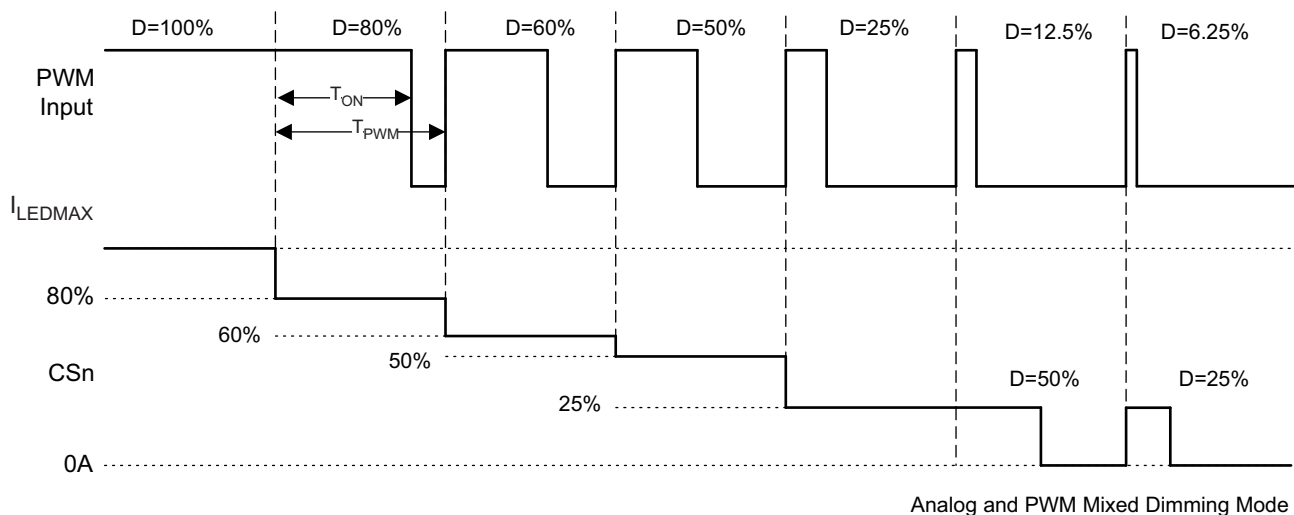 D=100% D=80% D=60% D=50% D=25% D=12.5% D=6.25%
PWM
Input
TON
TPWM
ILEDMAX
80%
60%
50%
CSn
D=50% D=25%
25%
0A
Analog and PWM Mixed Dimming Mode